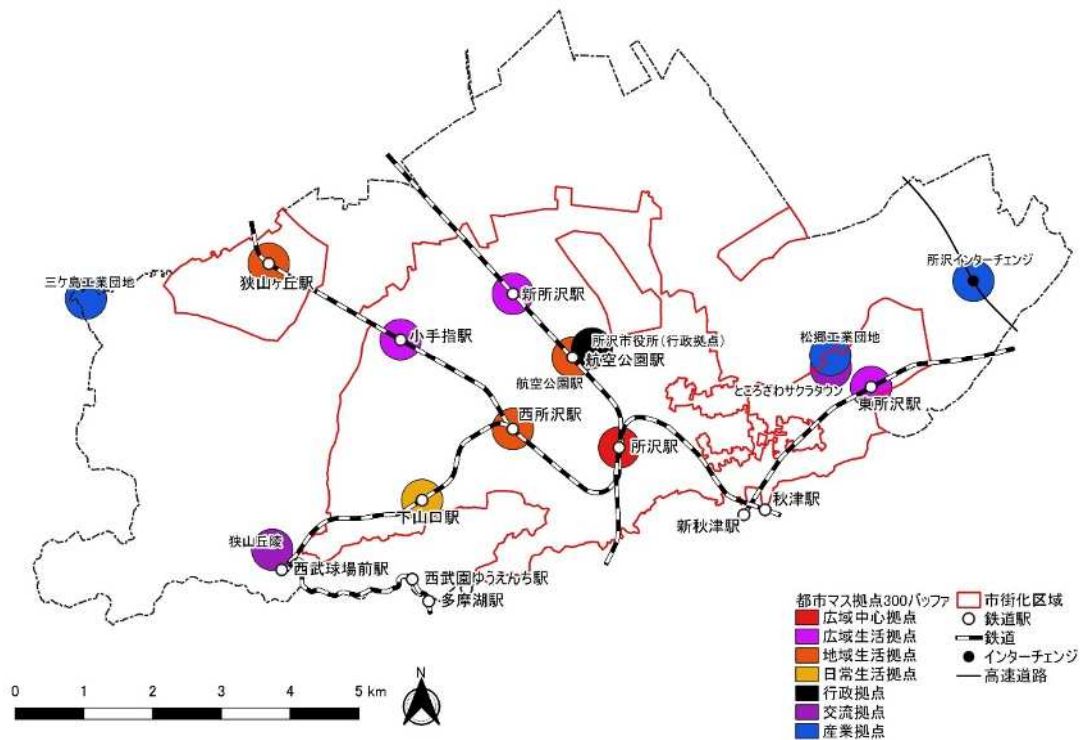 所沢インターチェンジ
狭山ヶ丘駅
三ケ島工業団地
新所沢駅
小手指駅
所沢市役所(行政拠点)
航空公園駅
松郷工業団地
航空公園駅
ところざわサクラタウン
東所沢駅
西所沢駅
所沢駅
下山口駅
秋津駅
新秋津駅
狭山丘陵
西武球場前駅
西武園ゆうえんち駅
多摩湖駅
都市マス拠点300バッファ
広域中心拠点
広域生活拠点
地域生活拠点
日常生活拠点
行政拠点
交流拠点
産業拠点
市街化区域
鉄道駅
鉄道
インターチェンジ
高速道路
N
0 1 2 3 4 5 km